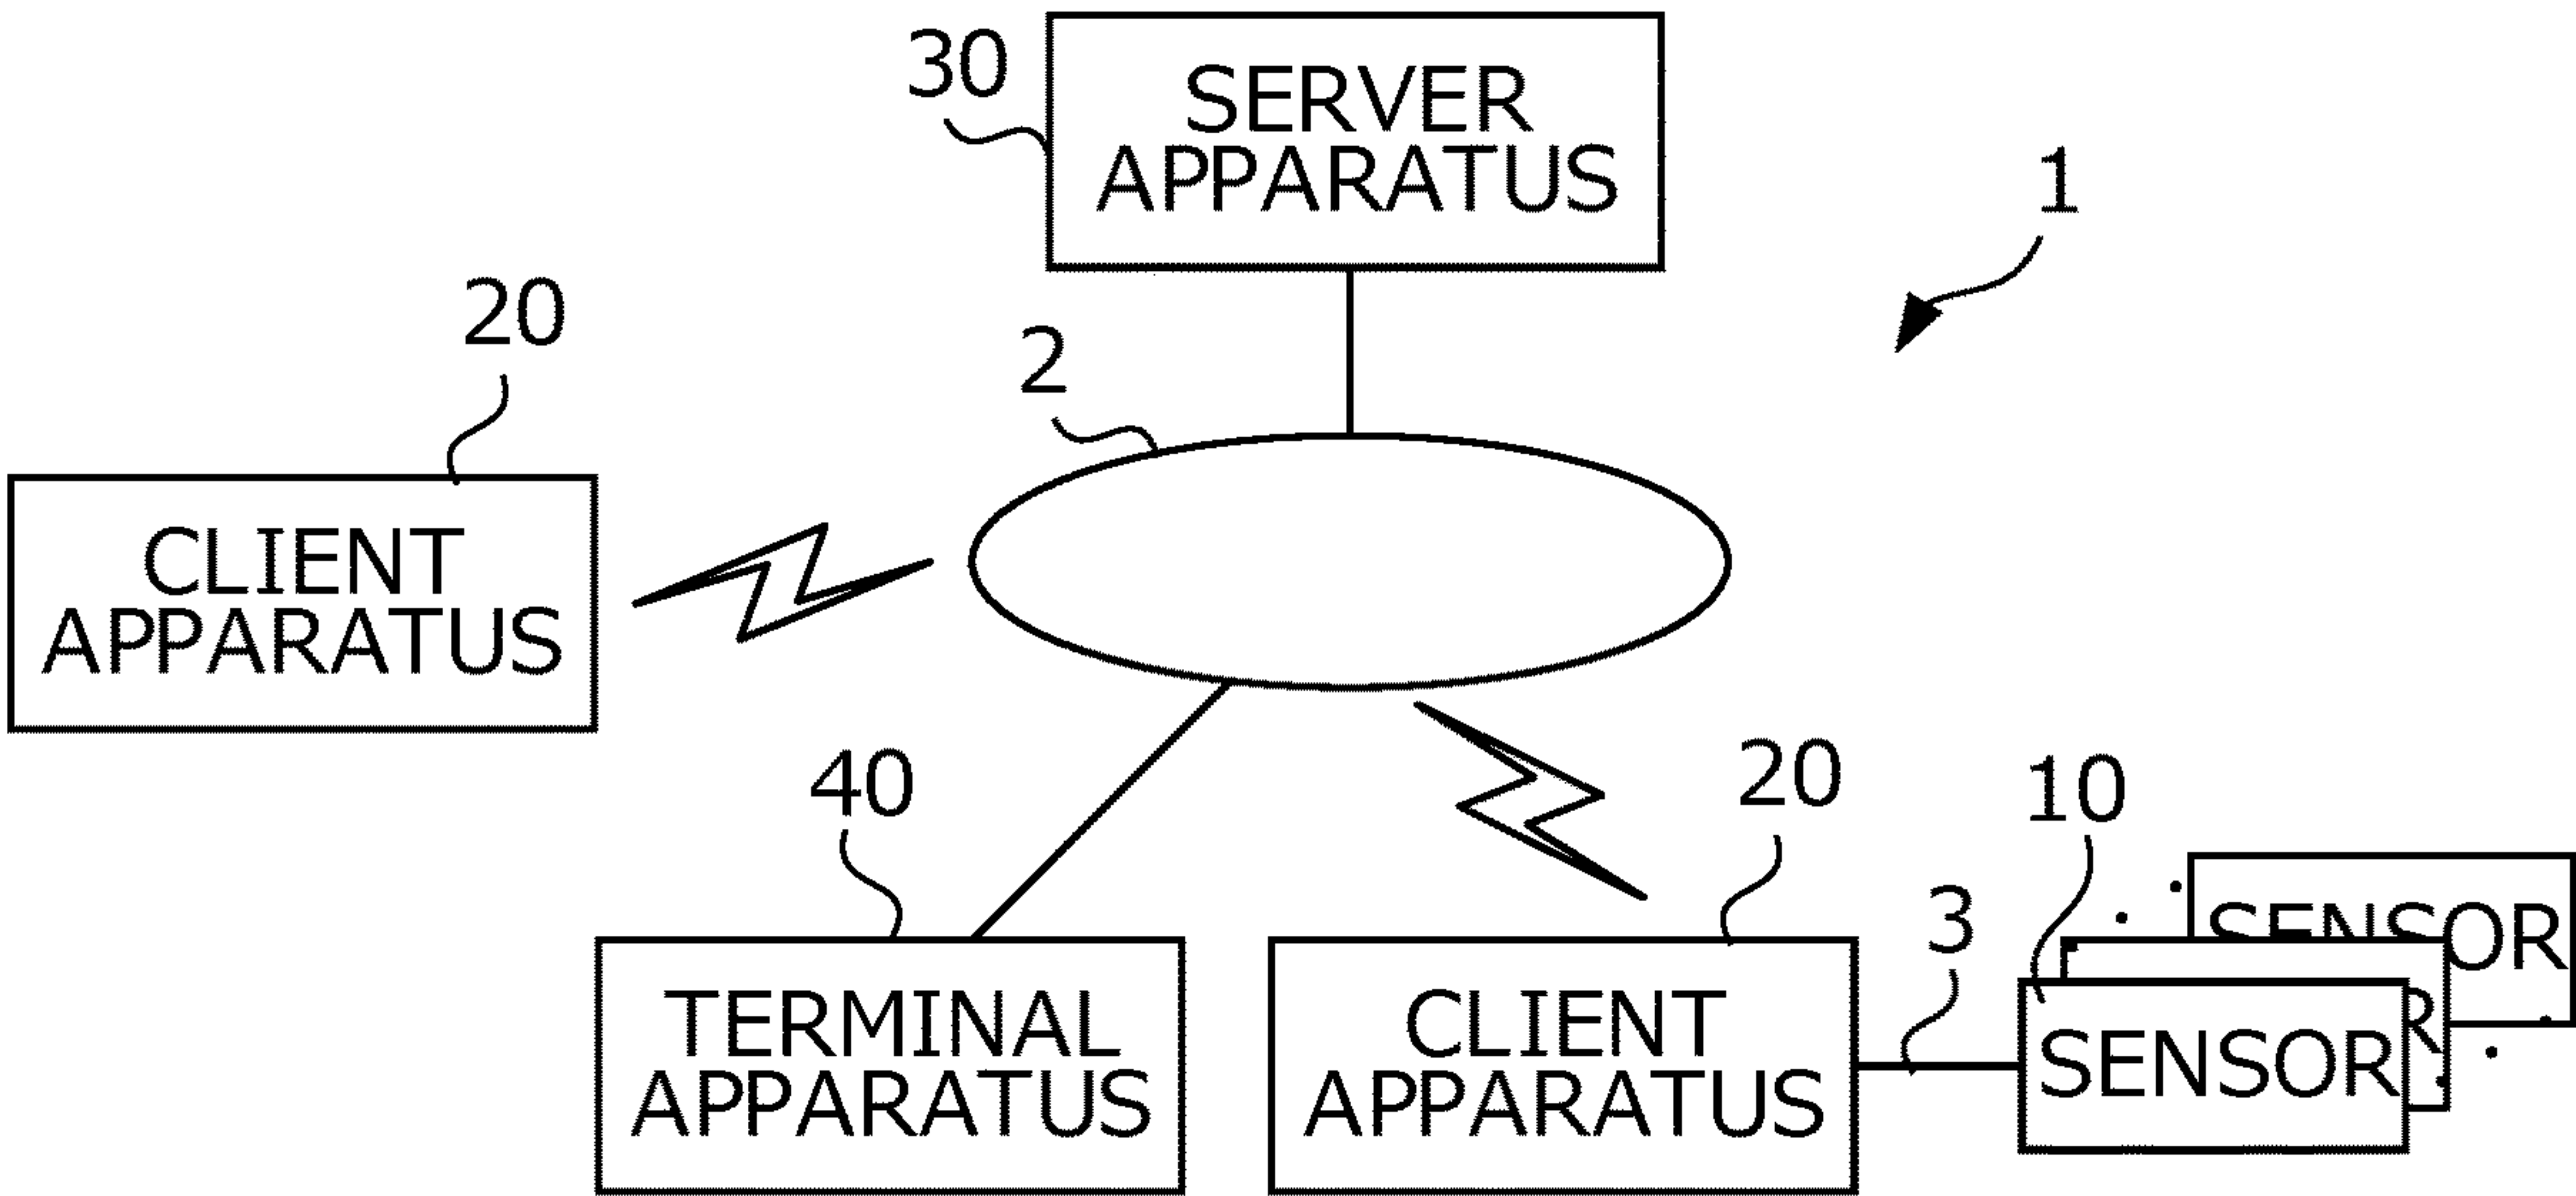 30
SERVER
APPARATUS
1
20
2
CLIENT
APPARATUS
40
20
10
3
SENSOR
TERMINAL
APPARATUS
CLIENT
APPARATUS
R
SENSOR